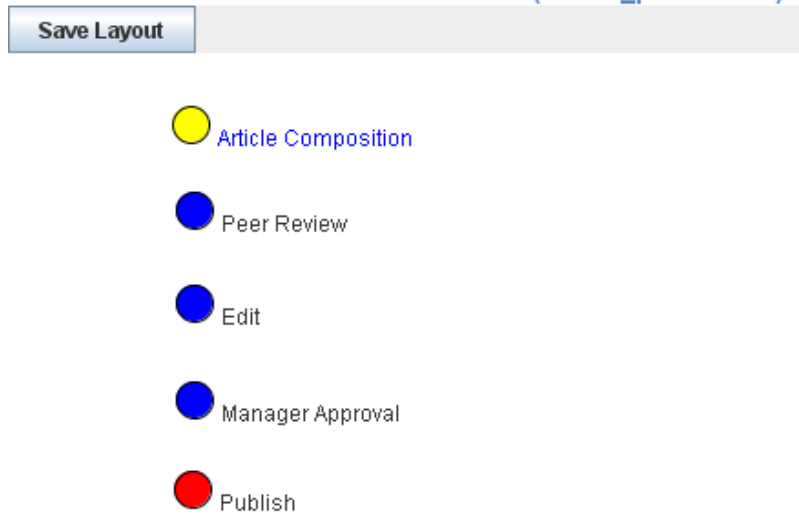 Save Layout
Article Composition
Peer Review
Edit
Manager Approval
Publish